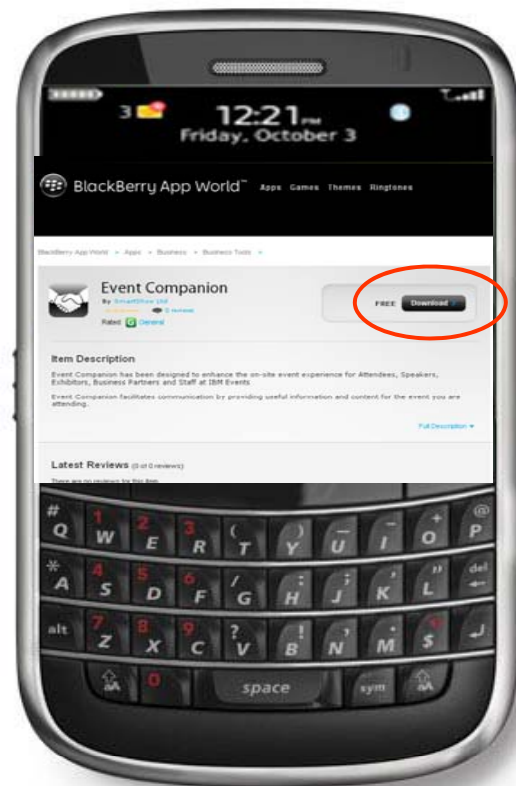 3
12:21 PM
Friday, October 3
BlackBerry App World™ Apps Games Themes Ringtones
BlackBerry App World Apps Business Business Tools
Event Companion
By SmartShow Ltd
0 reviews
Rated: G General
FREE Download
Item Description
Event Companion has been designed to enhance the on-site event experience for Attendees, Speakers,
Exhibitors, Business Partners and Staff at IBM Events
Event Companion facilitates communication by providing useful information and content for the event you are
attending.
Full Description
Latest Reviews (0 of 0 reviews)
There are no reviews for this item
# Q 1 W 2 E 3 R ( T ) Y _ U - I + O @ P
* A 4 S 5 D 6 F / G : H ; J ' K " L del
alt 7 Z 8 X 9 C ? V ! B , N . M $
aA 0 space sym aA